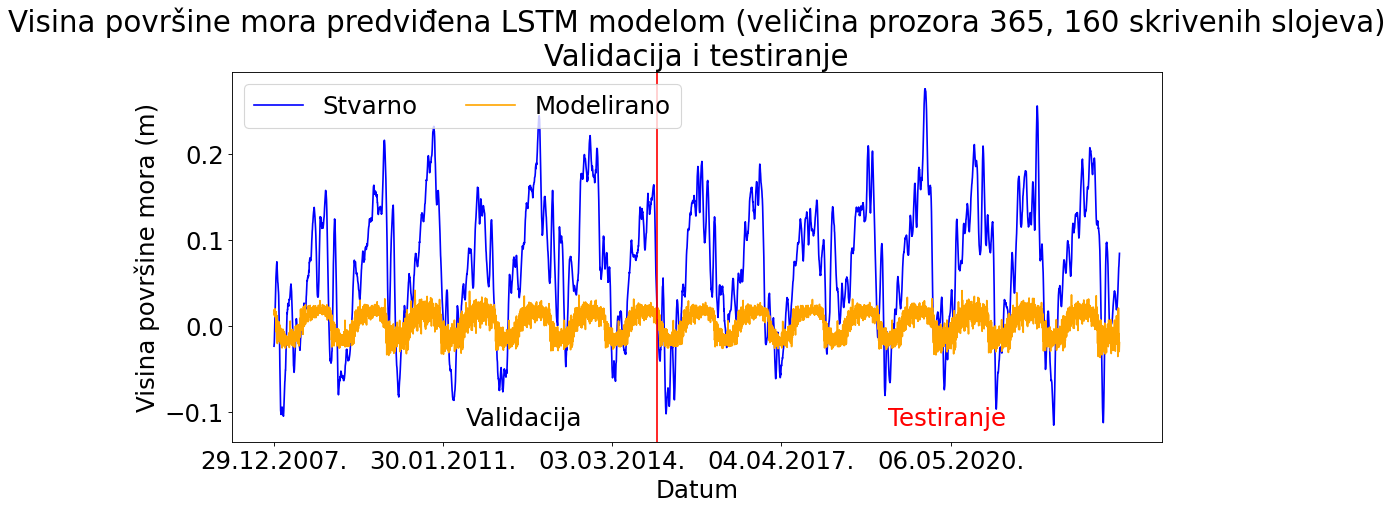 Visina površine mora predviđena LSTM modelom (veličina prozora 365, 160 skrivenih slojeva)
Validacija i testiranje
Stvarno
Modelirano
Visina površine mora (m)
0.2
0.1
0.0
−0.1
Validacija
Testiranje
29.12.2007.
30.01.2011.
03.03.2014.
04.04.2017.
06.05.2020.
Datum